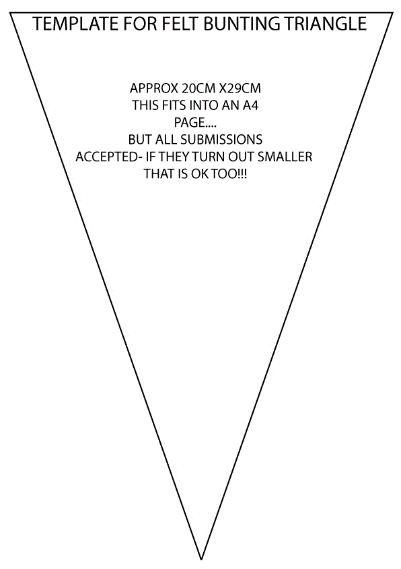 TEMPLATE FOR FELT BUNTING TRIANGLE
APPROX 20CM X29CM
THIS FITS INTO AN A4
PAGE....
BUT ALL SUBMISSIONS
ACCEPTED- IF THEY TURN OUT SMALLER
THAT IS OK TOO!!!